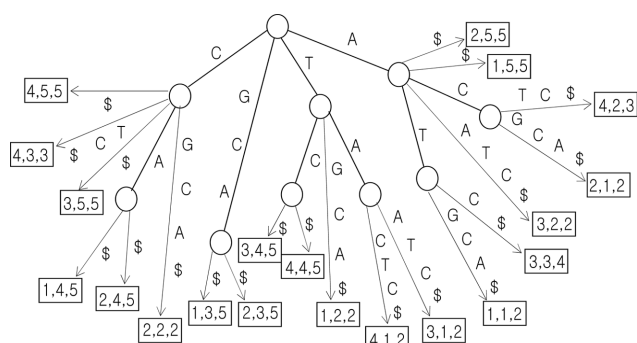 A
2,5,5
$
C
$
1,5,5
T
4,5,5
G
C
T C $
4,2,3
$
G
C T
A
C
4,3,3
$
$
G
C
T
T
A $
A
C
G
A
C
2,1,2
3,5,5
C
A
A
C
$
3,2,2
G
C
$
$
$
A
$
$
C
A
A
C
3,3,4
3,4,5
4,4,5
C
T
T
A
1,4,5
2,4,5
$
$
$
A
C
C
$
$
1,3,5
2,3,5
1,2,2
$
$
1,1,2
2,2,2
4,1,2
3,1,2